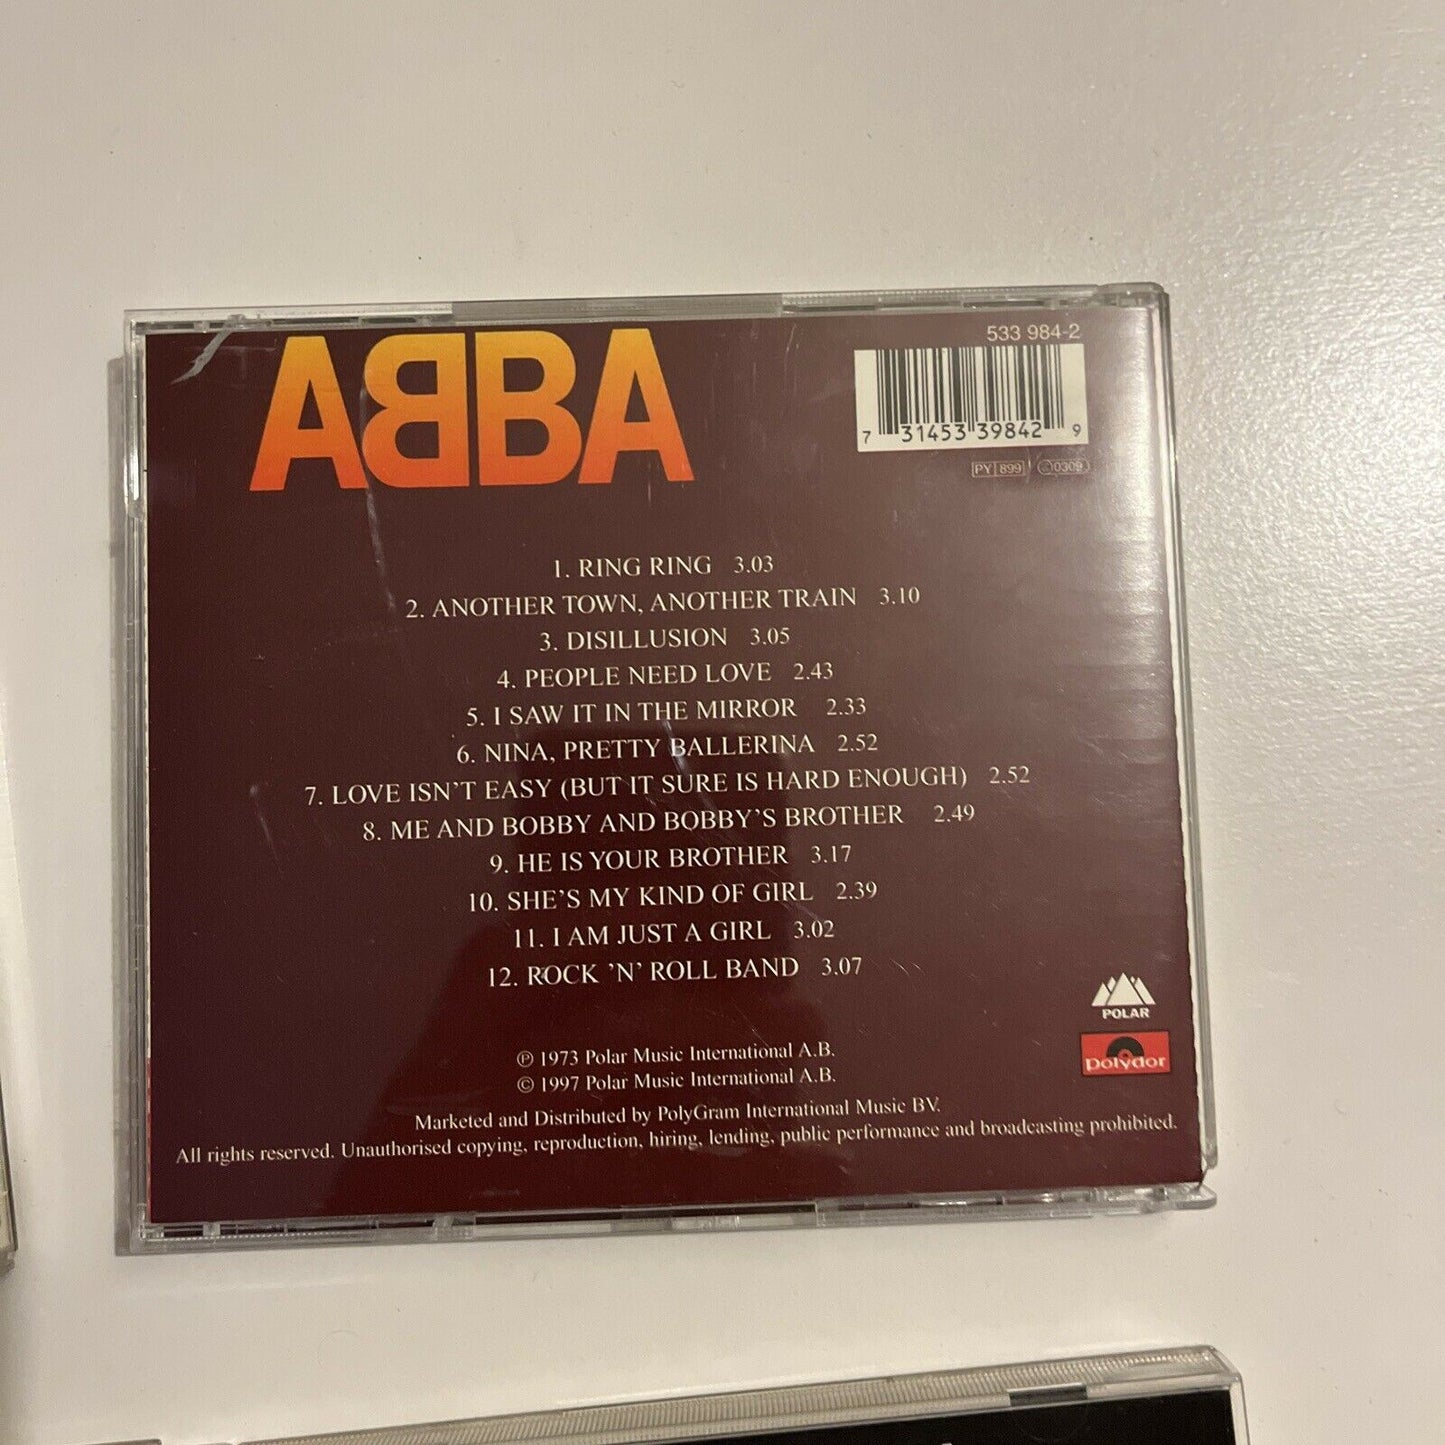 ABBA
533 984-2
7 31453 39842 9
PY 899 0309
1. RING RING 3.03
2. ANOTHER TOWN, ANOTHER TRAIN 3.10
3. DISILLUSION 3.05
4. PEOPLE NEED LOVE 2.43
5. I SAW IT IN THE MIRROR 2.33
6. NINA, PRETTY BALLERINA 2.52
7. LOVE ISN'T EASY (BUT IT SURE IS HARD ENOUGH) 2.52
8. ME AND BOBBY AND BOBBY'S BROTHER 2.49
9. HE IS YOUR BROTHER 3.17
10. SHE'S MY KIND OF GIRL 2.39
11. I AM JUST A GIRL 3.02
12. ROCK 'N' ROLL BAND 3.07
POLAR
polydor
℗ 1973 Polar Music International A.B.
© 1997 Polar Music International A.B.
Marketed and Distributed by PolyGram International Music BV.
All rights reserved. Unauthorised copying, reproduction, hiring, lending, public performance and broadcasting prohibited.